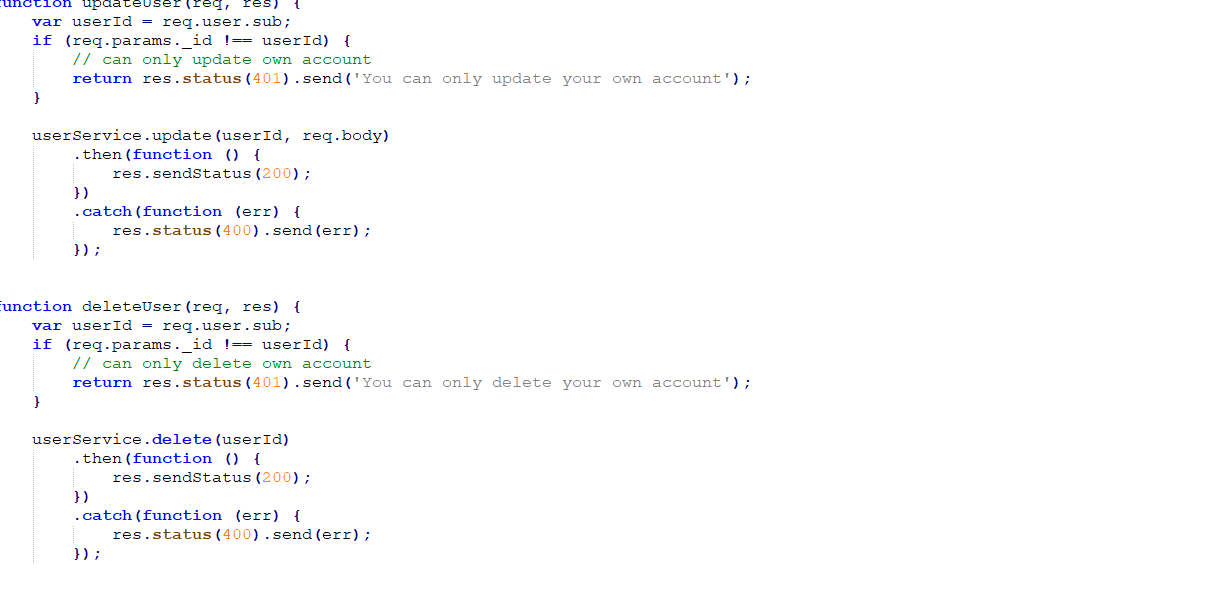 function updateUser(req, res) {
    var userId = req.user.sub;
    if (req.params._id !== userId) {
        // can only update own account
        return res.status(401).send('You can only update your own account');
    }

    userService.update(userId, req.body)
        .then(function () {
            res.sendStatus(200);
        })
        .catch(function (err) {
            res.status(400).send(err);
        });

function deleteUser(req, res) {
    var userId = req.user.sub;
    if (req.params._id !== userId) {
        // can only delete own account
        return res.status(401).send('You can only delete your own account');
    }

    userService.delete(userId)
        .then(function () {
            res.sendStatus(200);
        })
        .catch(function (err) {
            res.status(400).send(err);
        });